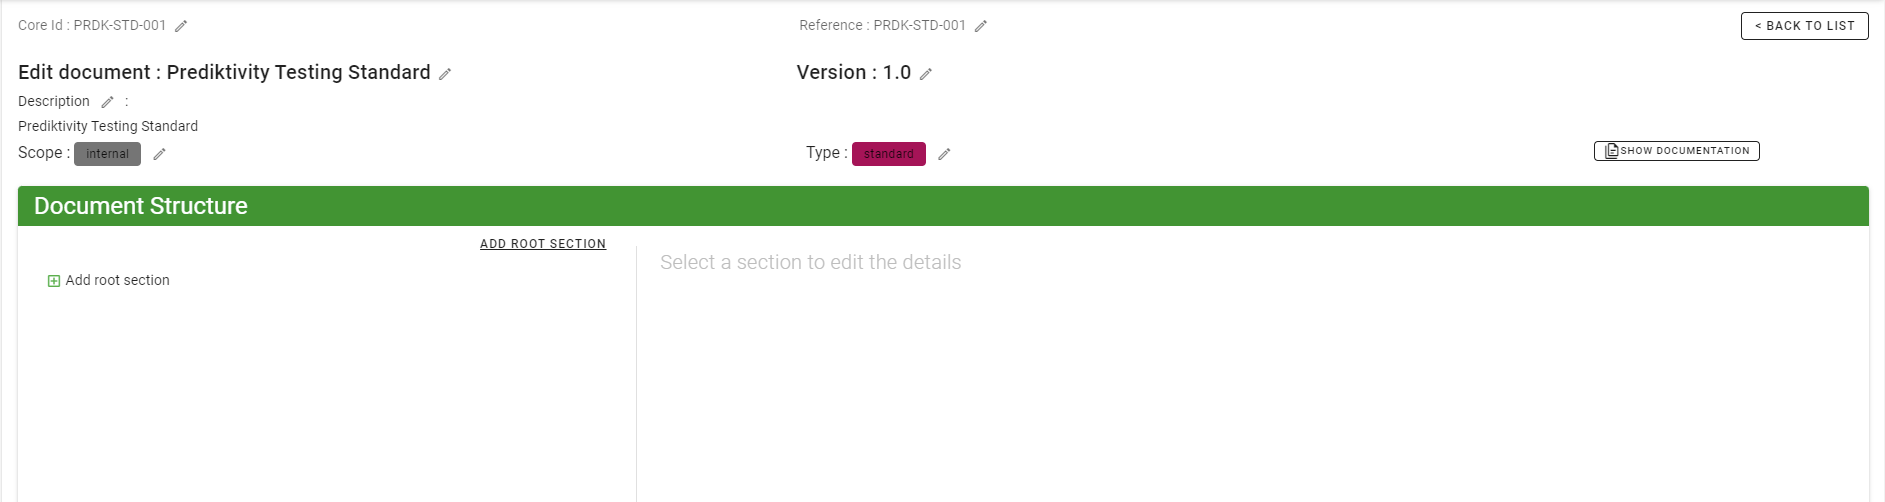 Core Id : PRDK-STD-001
Reference : PRDK-STD-001
< BACK TO LIST
Edit document : Prediktivity Testing Standard
Version : 1.0
Description :
Prediktivity Testing Standard
Scope : internal
Type : standard
SHOW DOCUMENTATION
Document Structure
ADD ROOT SECTION
Add root section
Select a section to edit the details